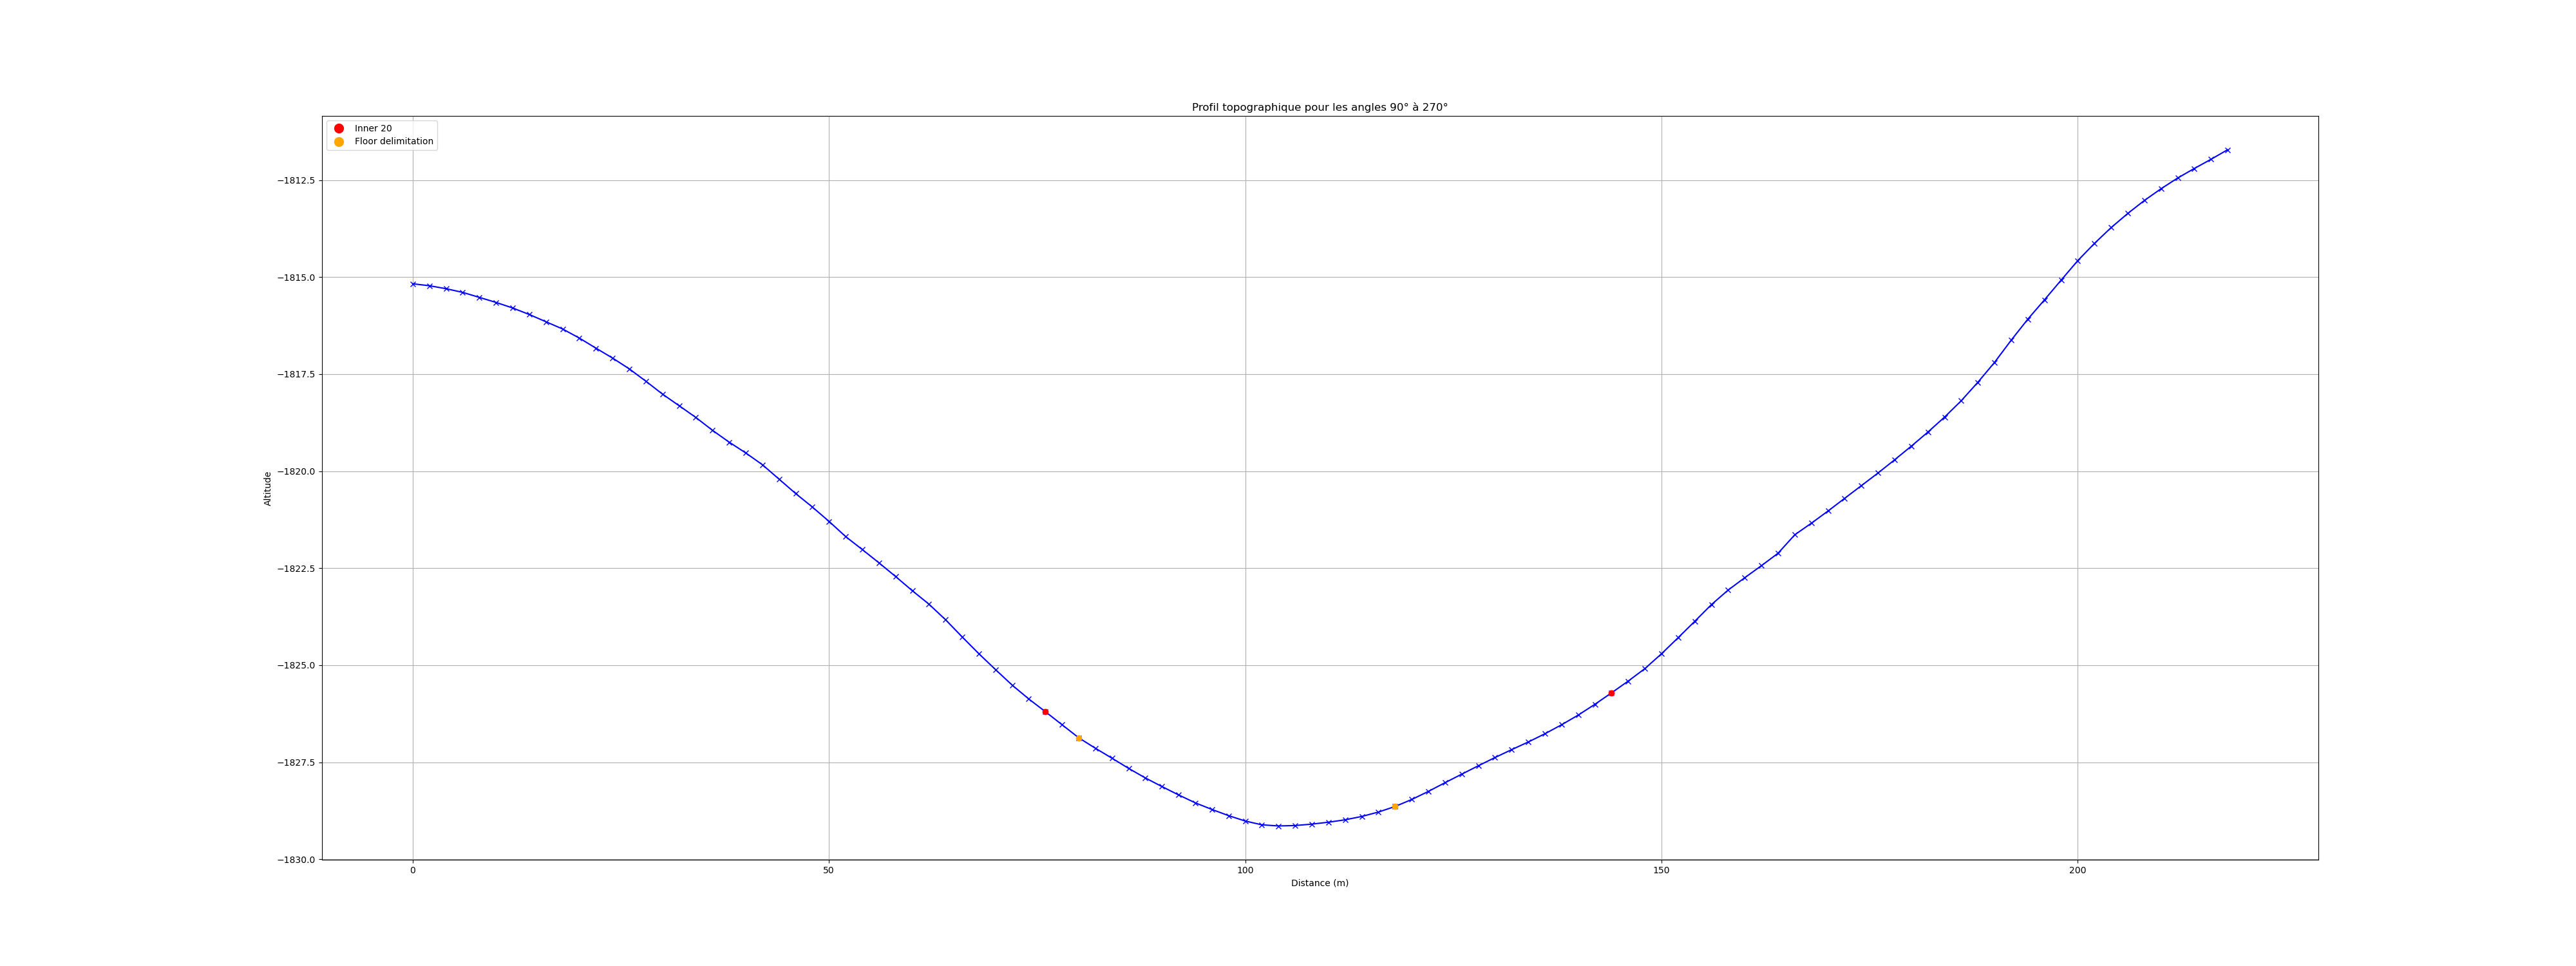 Profil topographique pour les angles 90° à 270°
Inner 20
Floor delimitation
−1812.5
−1815.0
−1817.5
−1820.0
−1822.5
−1825.0
−1827.5
−1830.0
Altitude
0 50 100 150 200
Distance (m)